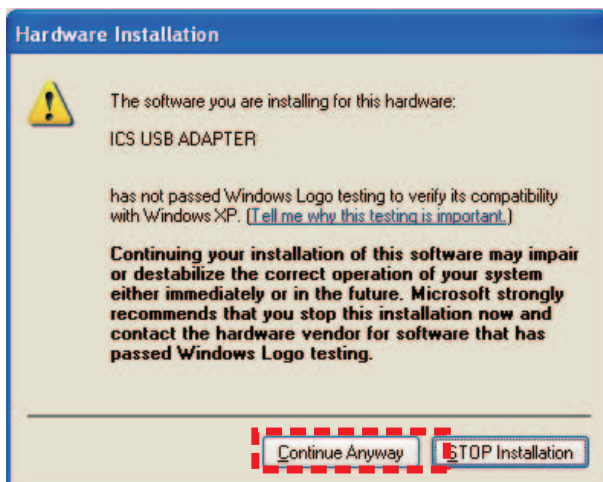 Hardware Installation
The software you are installing for this hardware:
ICS USB ADAPTER
has not passed Windows Logo testing to verify its compatibility
with Windows XP. (Tell me why this testing is important.)
Continuing your installation of this software may impair
or destabilize the correct operation of your system
either immediately or in the future. Microsoft strongly
recommends that you stop this installation now and
contact the hardware vendor for software that has
passed Windows Logo testing.
Continue Anyway
STOP Installation